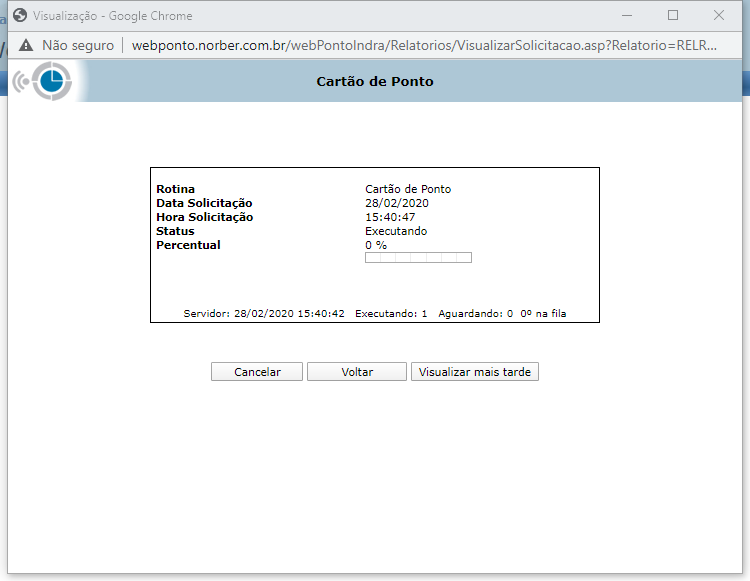 Visualização - Google Chrome
Não seguro | webponto.norber.com.br/webPontoIndra/Relatorios/VisualizarSolicitacao.asp?Relatorio=RELR...
Cartão de Ponto
Rotina Cartão de Ponto
Data Solicitação 28/02/2020
Hora Solicitação 15:40:47
Status Executando
Percentual 0 %
Servidor: 28/02/2020 15:40:42 Executando: 1 Aguardando: 0 0º na fila
Cancelar Voltar Visualizar mais tarde